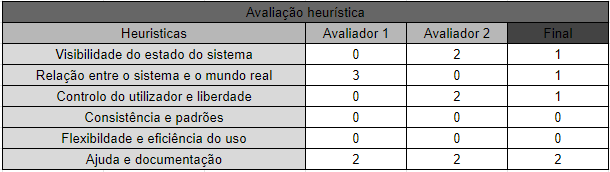 Avaliação heurística
Heuristicas Avaliador 1 Avaliador 2 Final
Visibilidade do estado do sistema 0 2 1
Relação entre o sistema e o mundo real 3 0 1
Controlo do utilizador e liberdade 0 2 1
Consistência e padrões 0 0 0
Flexibildade e eficiência do uso 0 0 0
Ajuda e documentação 2 2 2